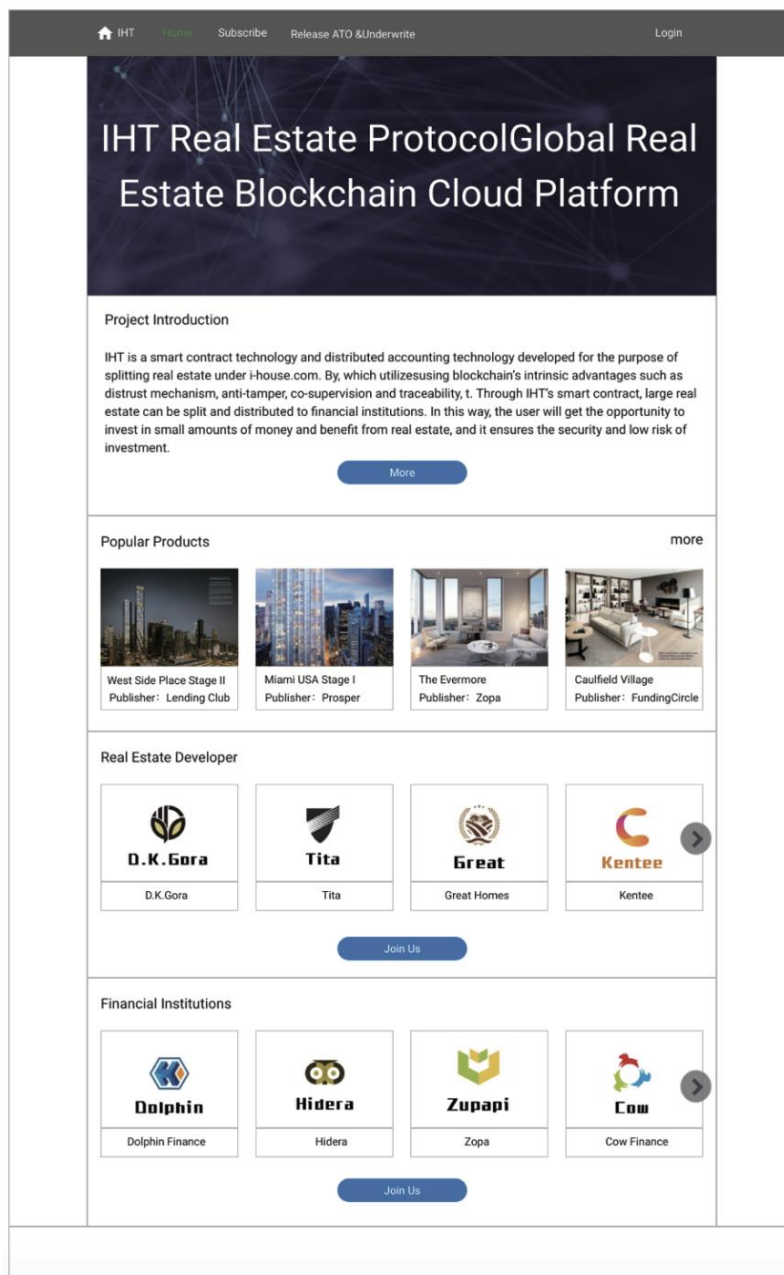 IHT Home Subscribe Release ATO &Underwrite Login
IHT Real Estate ProtocolGlobal Real
Estate Blockchain Cloud Platform
Project Introduction
IHT is a smart contract technology and distributed accounting technology developed for the purpose of
splitting real estate under i-house.com. By, which utilizesusing blockchain's intrinsic advantages such as
distrust mechanism, anti-tamper, co-supervision and traceability, t. Through IHT's smart contract, large real
estate can be split and distributed to financial institutions. In this way, the user will get the opportunity to
invest in small amounts of money and benefit from real estate, and it ensures the security and low risk of
investment.
More
Popular Products more
West Side Place Stage II
Publisher: Lending Club
Miami USA Stage I
Publisher: Prosper
The Evermore
Publisher: Zopa
Caulfield Village
Publisher: FundingCircle
Real Estate Developer
D.K.Gora
D.K.Gora
Tita
Tita
Great
Great Homes
Kentee
Kentee
Join Us
Financial Institutions
Dolphin
Dolphin Finance
Hidera
Hidera
Zupapi
Zopa
Cow
Cow Finance
Join Us